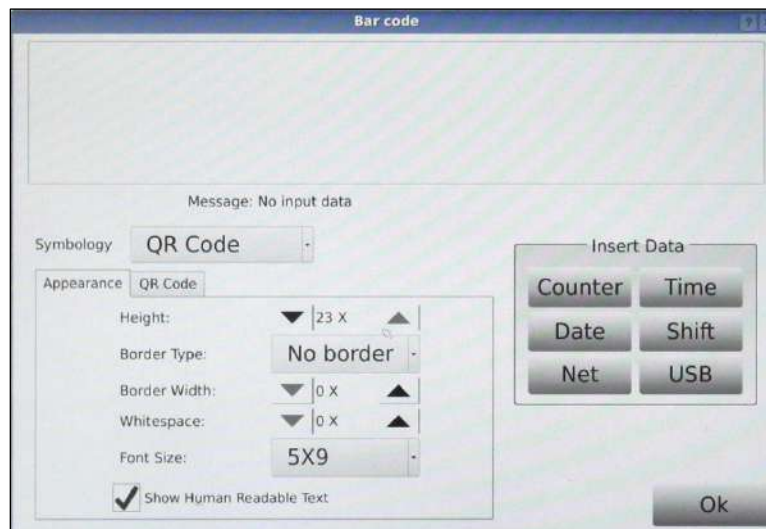 Bar code
?
Message: No input data
Symbology QR Code
Insert Data
Appearance QR Code
Counter Time
Height: 23 X
Date Shift
Border Type: No border
Net USB
Border Width: 0 X
Whitespace: 0 X
Font Size: 5X9
Show Human Readable Text
Ok